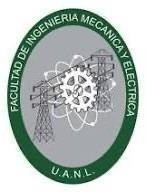 FACULTAD DE INGENIERIA MECANICA Y ELECTRICA
U.A.N.L.